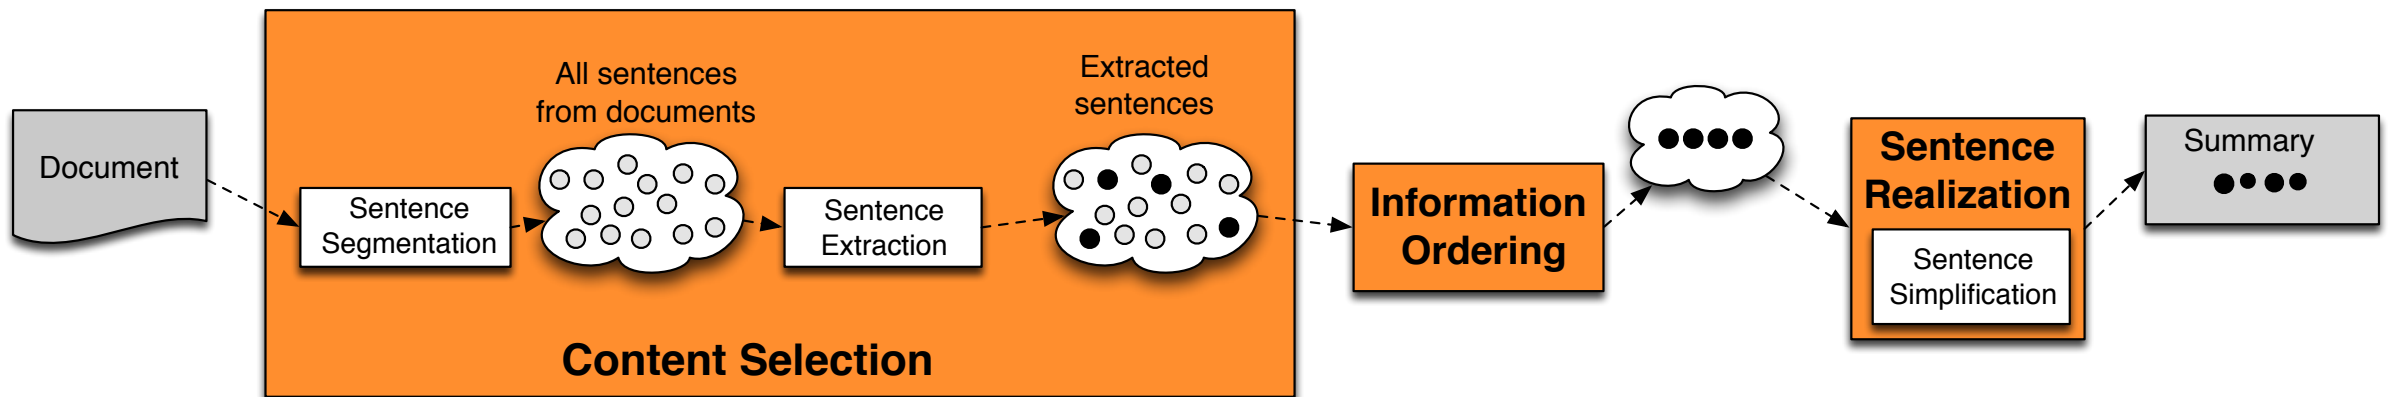 Document
Sentence
Segmentation
All sentences
from documents
Sentence
Extraction
Extracted
sentences
Content Selection
Information
Ordering
Sentence
Realization
Sentence
Simplification
Summary